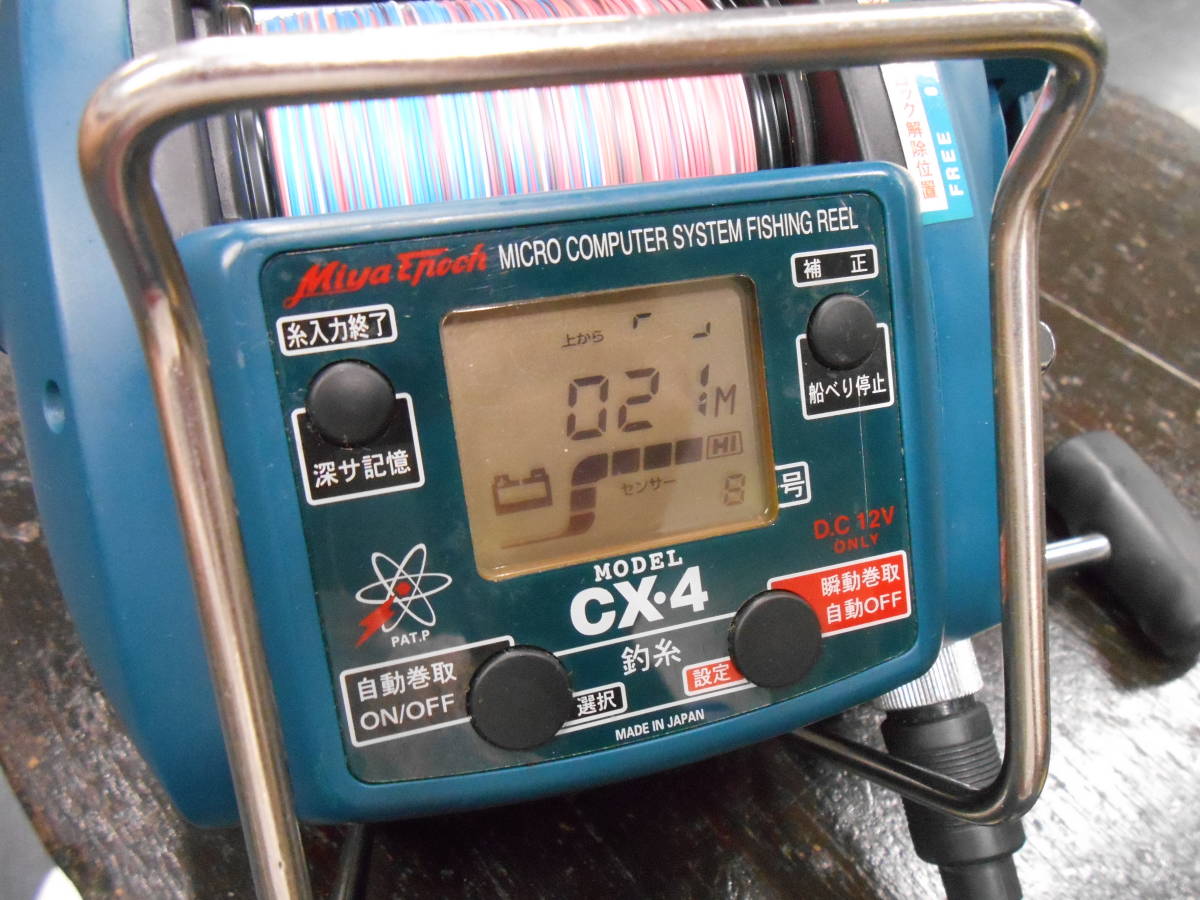 ック解除位置
FREE
Miya Epoch MICRO COMPUTER SYSTEM FISHING REEL
糸入力終了
補 正
上から
021M
HI
センサー
8
号
深サ記憶
船べり停止
D.C 12V
ONLY
PAT.P
MODEL
CX・4
瞬動巻取
自動OFF
釣糸
自動巻取
ON/OFF
選択
設定
MADE IN JAPAN